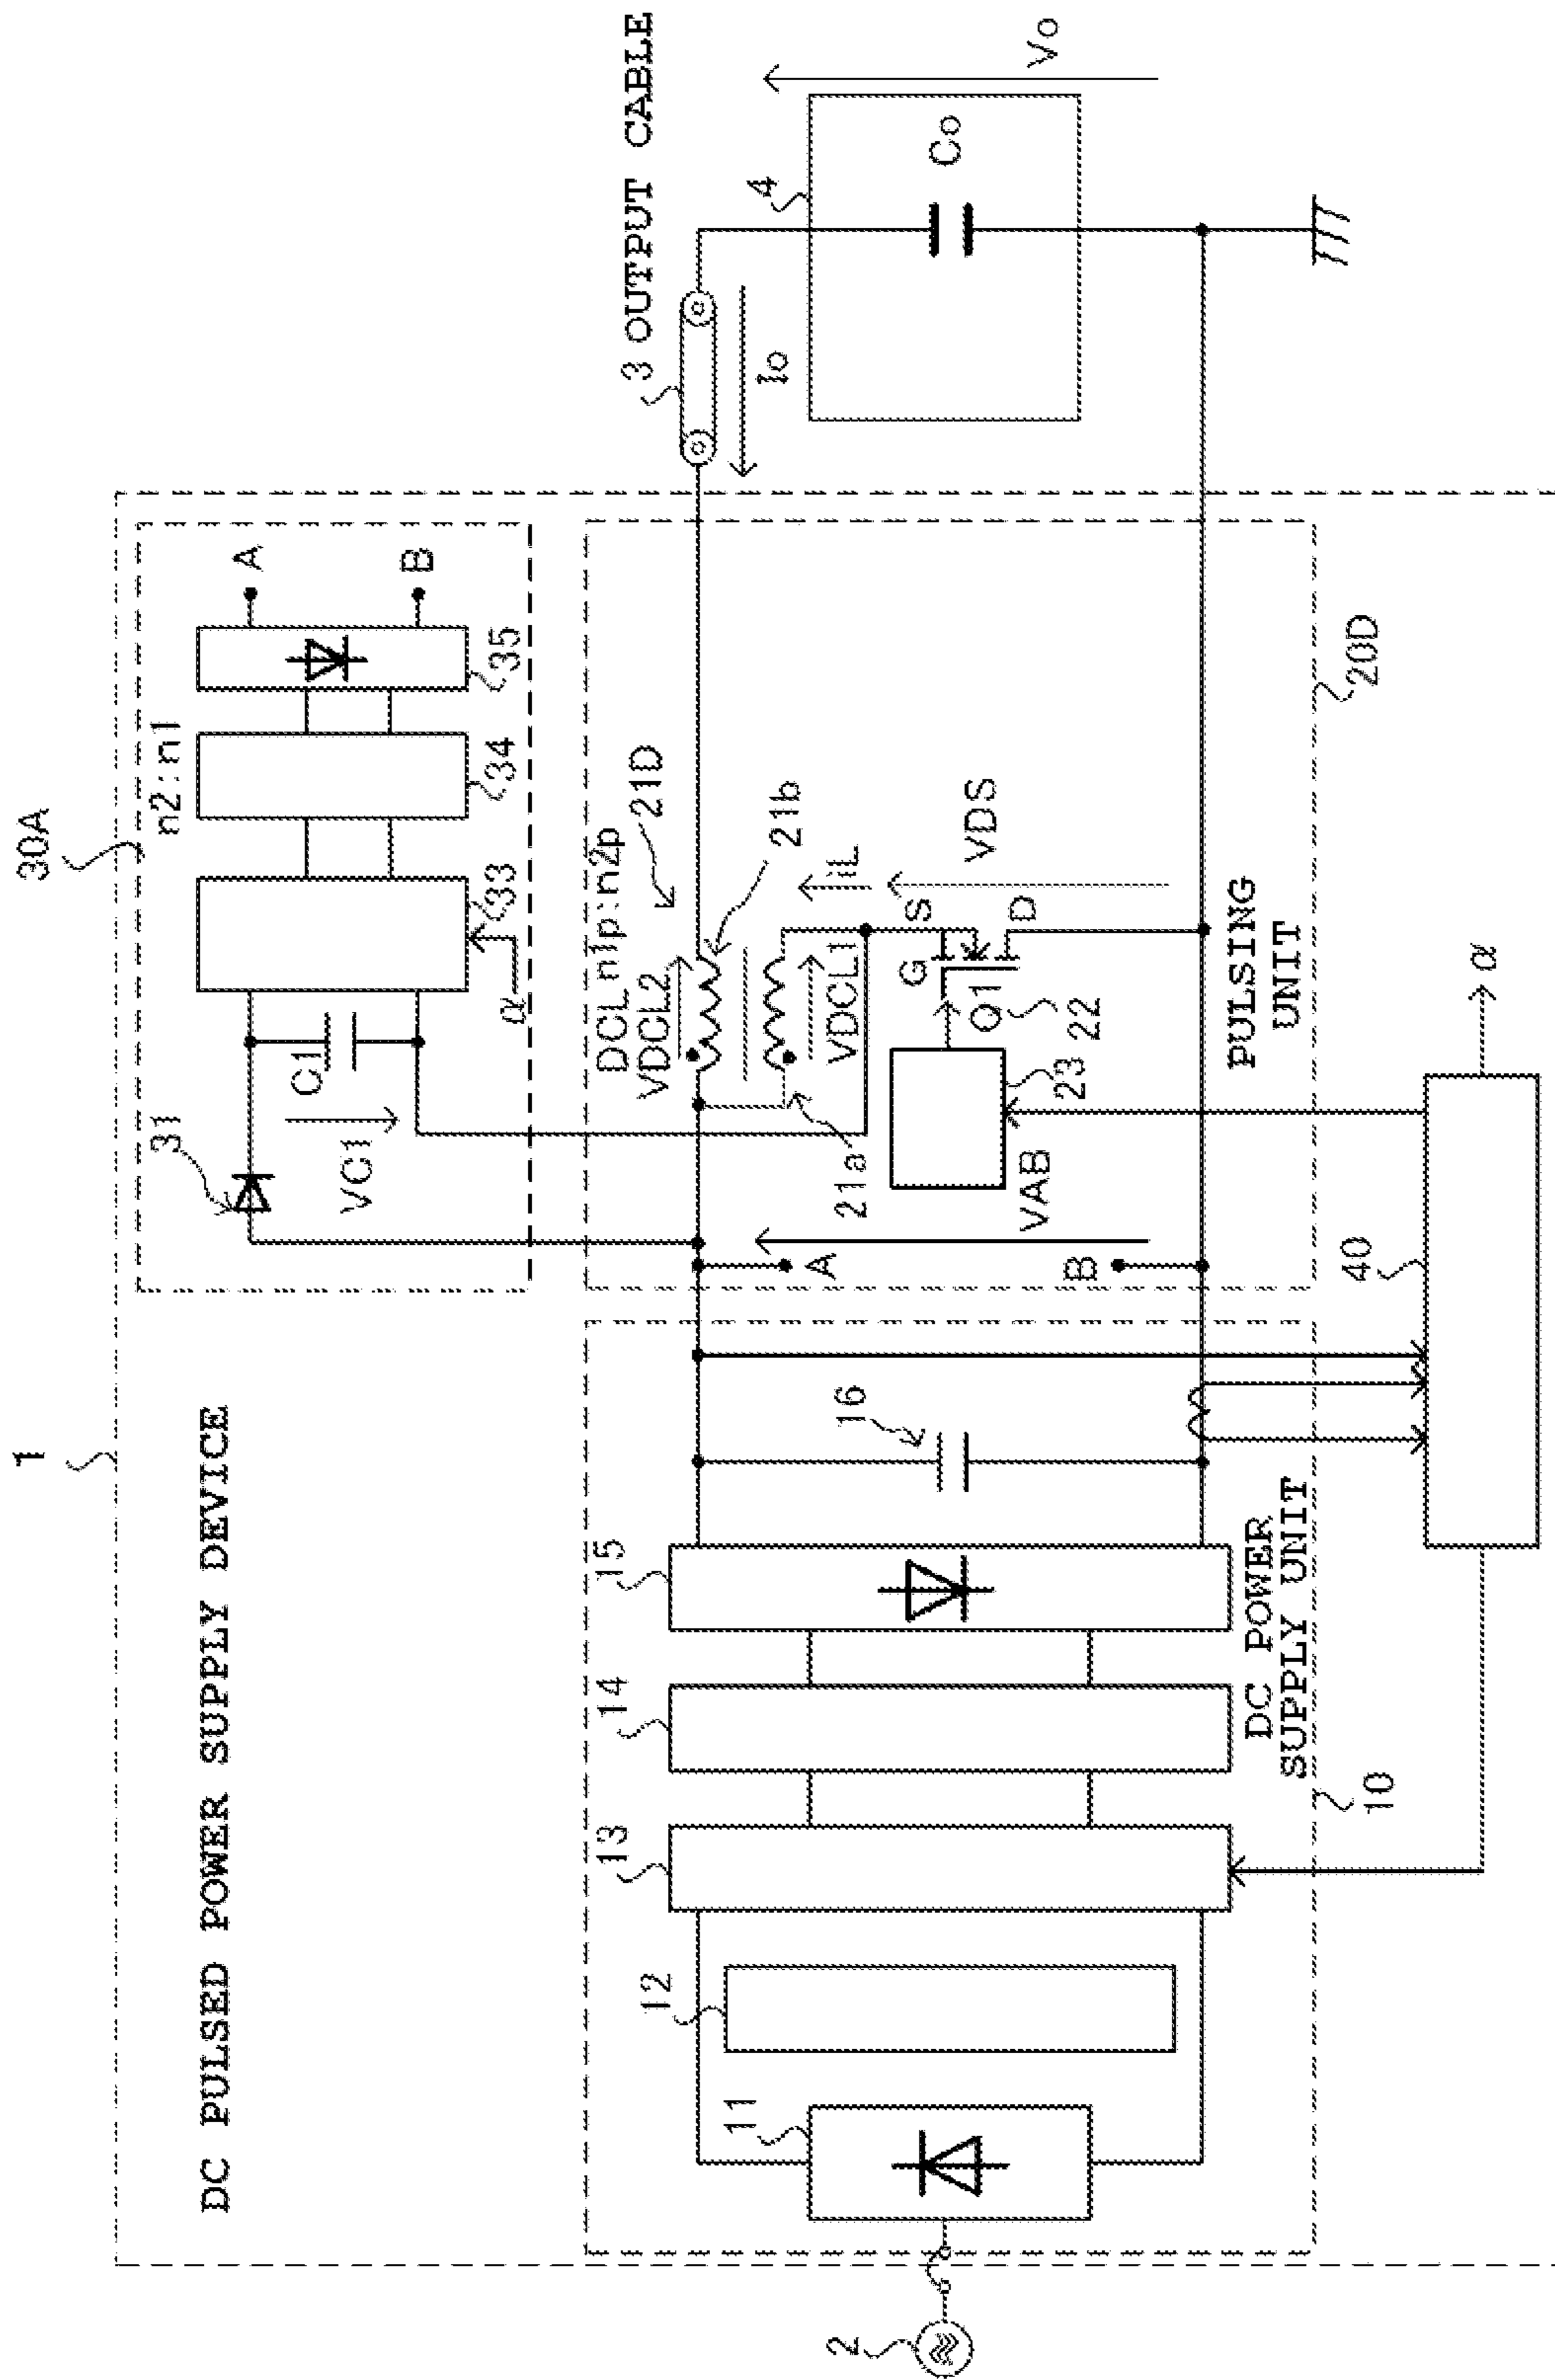 1
DC PULSED POWER SUPPLY DEVICE
30A
n2:n1
31
C1
VC1
33
α
34
35
A
B
DCL
n1p:n2p
VDCL2
21D
21b
VDCL1
21a
iL
VDS
S
G
D
Q1
22
23
VAB
A
B
PULSING
UNIT
20D
3 OUTPUT CABLE
Io
4
Co
Vo
2
11
12
13
14
15
16
DC POWER
SUPPLY UNIT
10
40
α